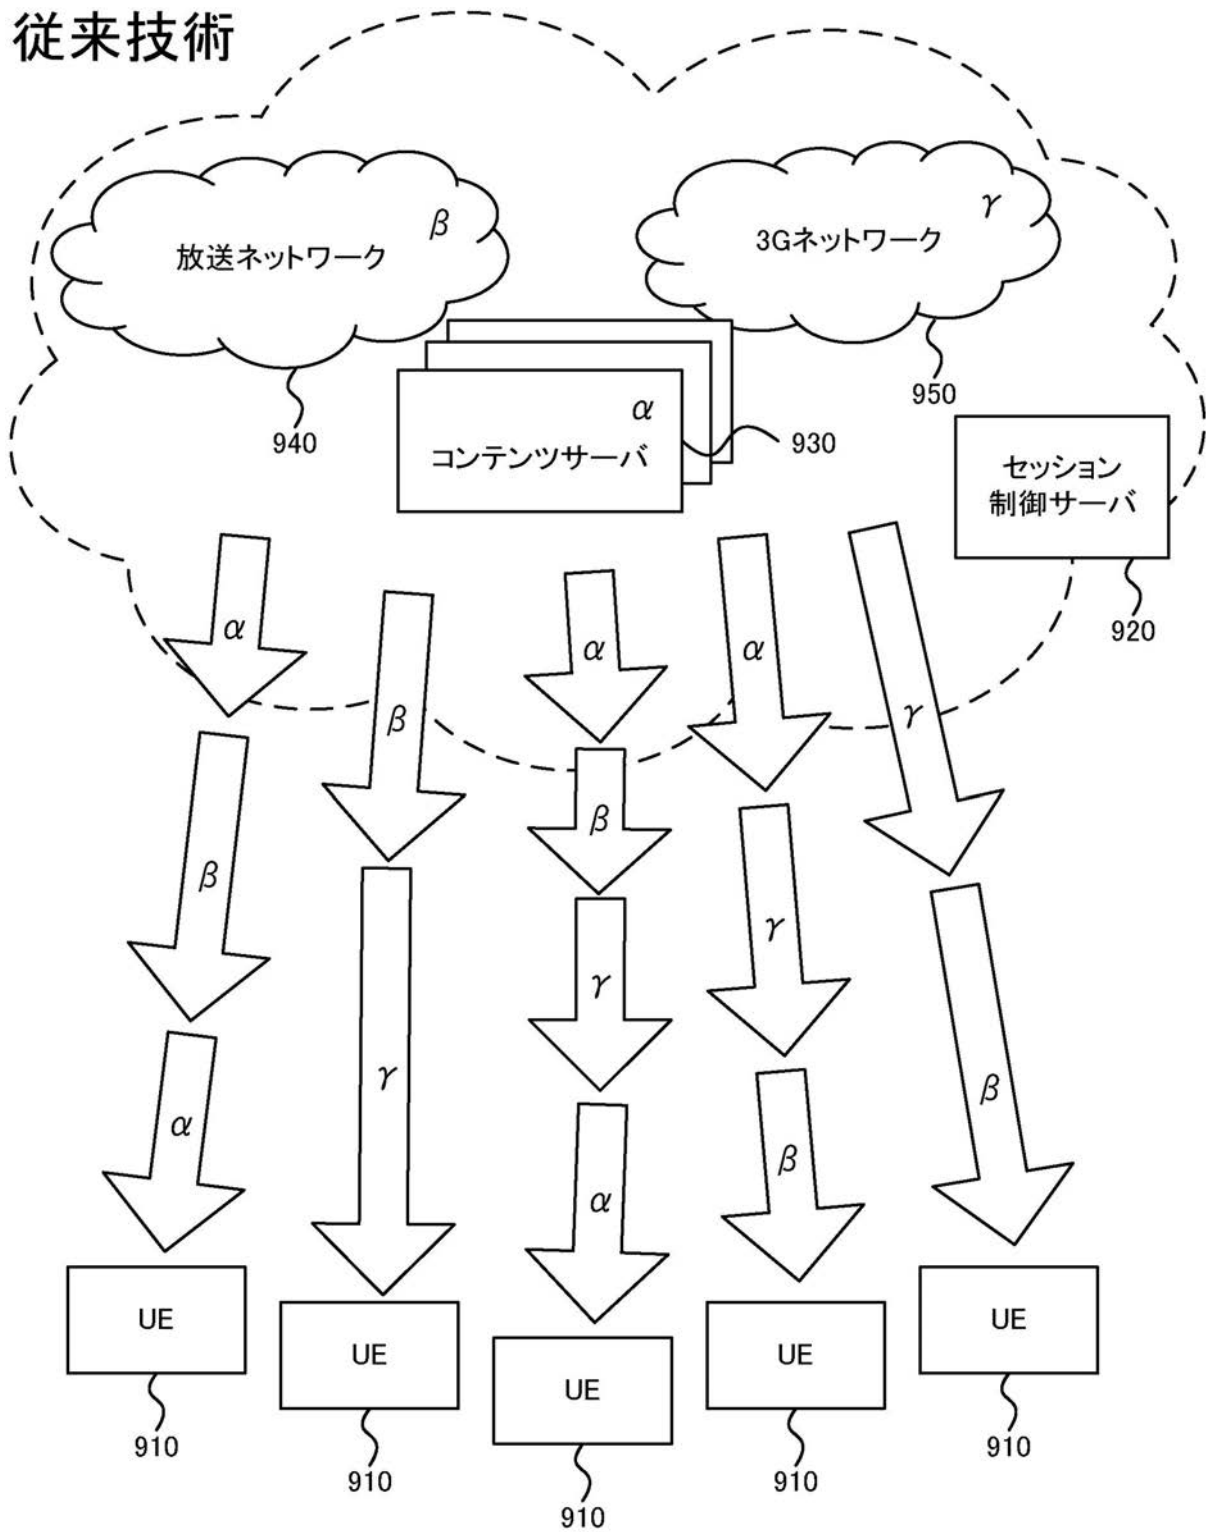 従来技術
β
放送ネットワーク
γ
3Gネットワーク
940
950
α
コンテンツサーバ
930
セッション
制御サーバ
920
α
β
α
α
γ
β
β
γ
γ
γ
α
β
β
α
UE
UE
UE
UE
UE
910
910
910
910
910